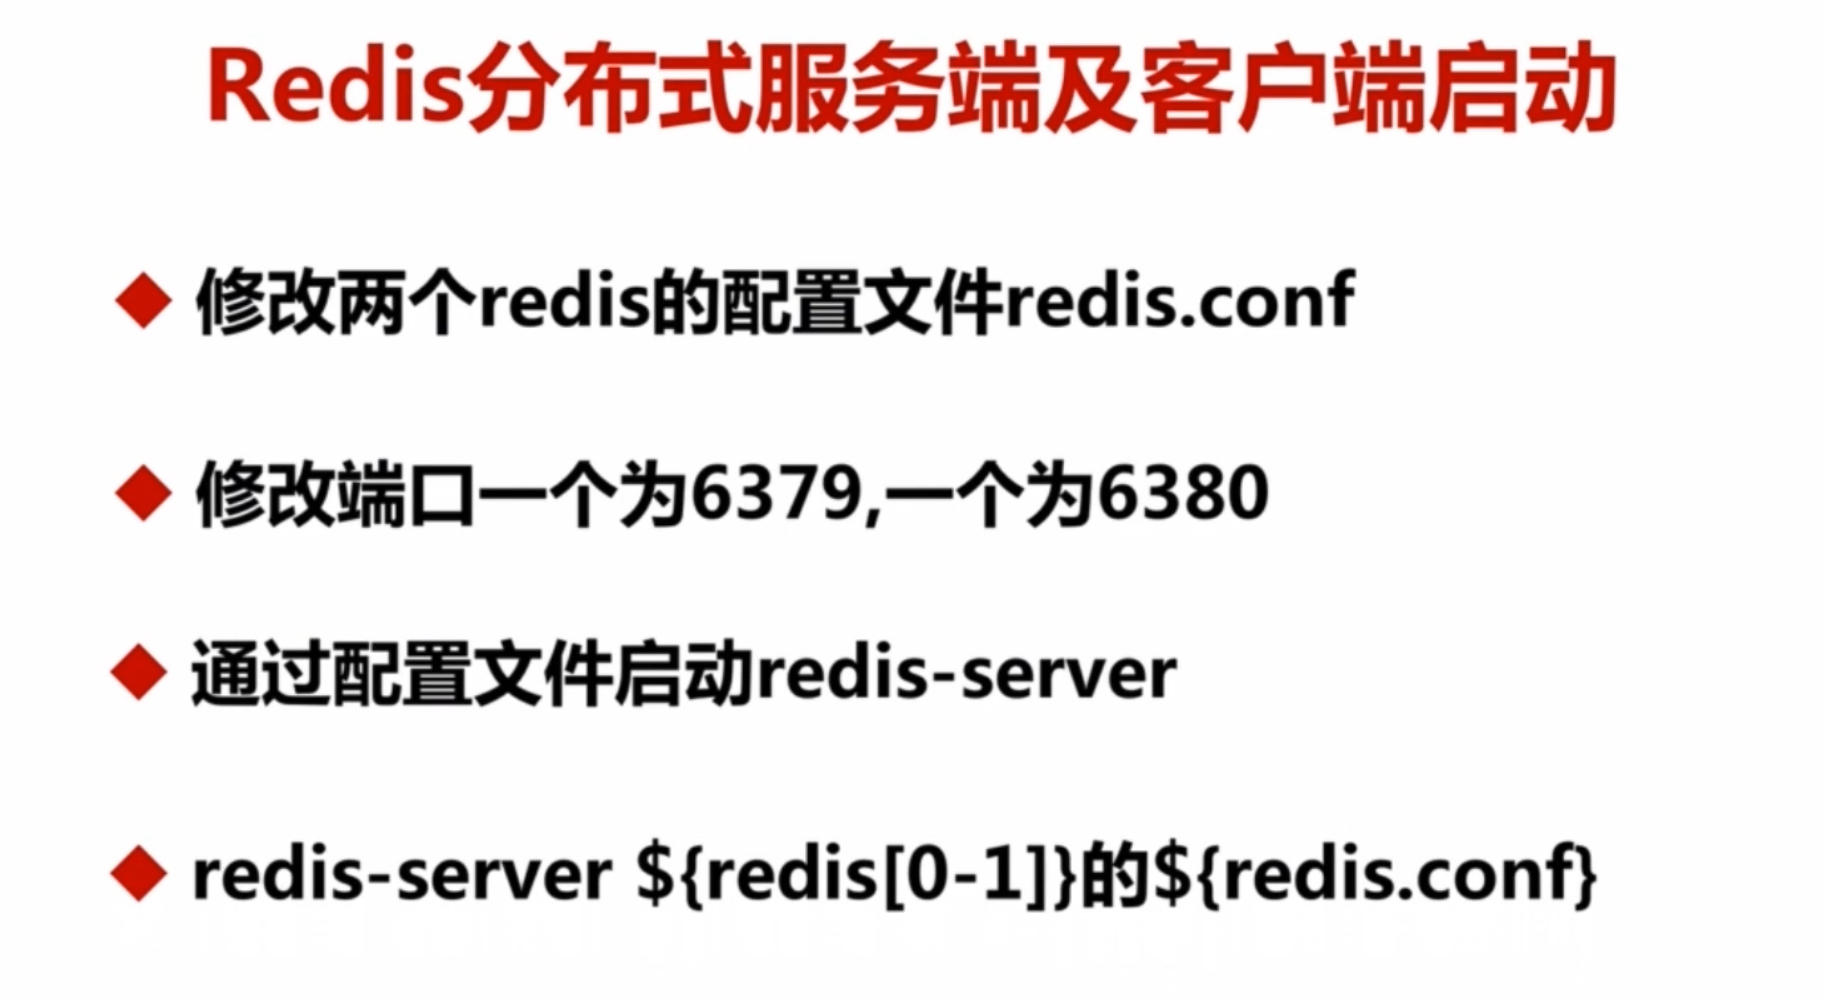 Redis分布式服务端及客户端启动
修改两个redis的配置文件redis.conf
修改端口一个为6379,一个为6380
通过配置文件启动redis-server
redis-server ${redis[0-1]}的${redis.conf}